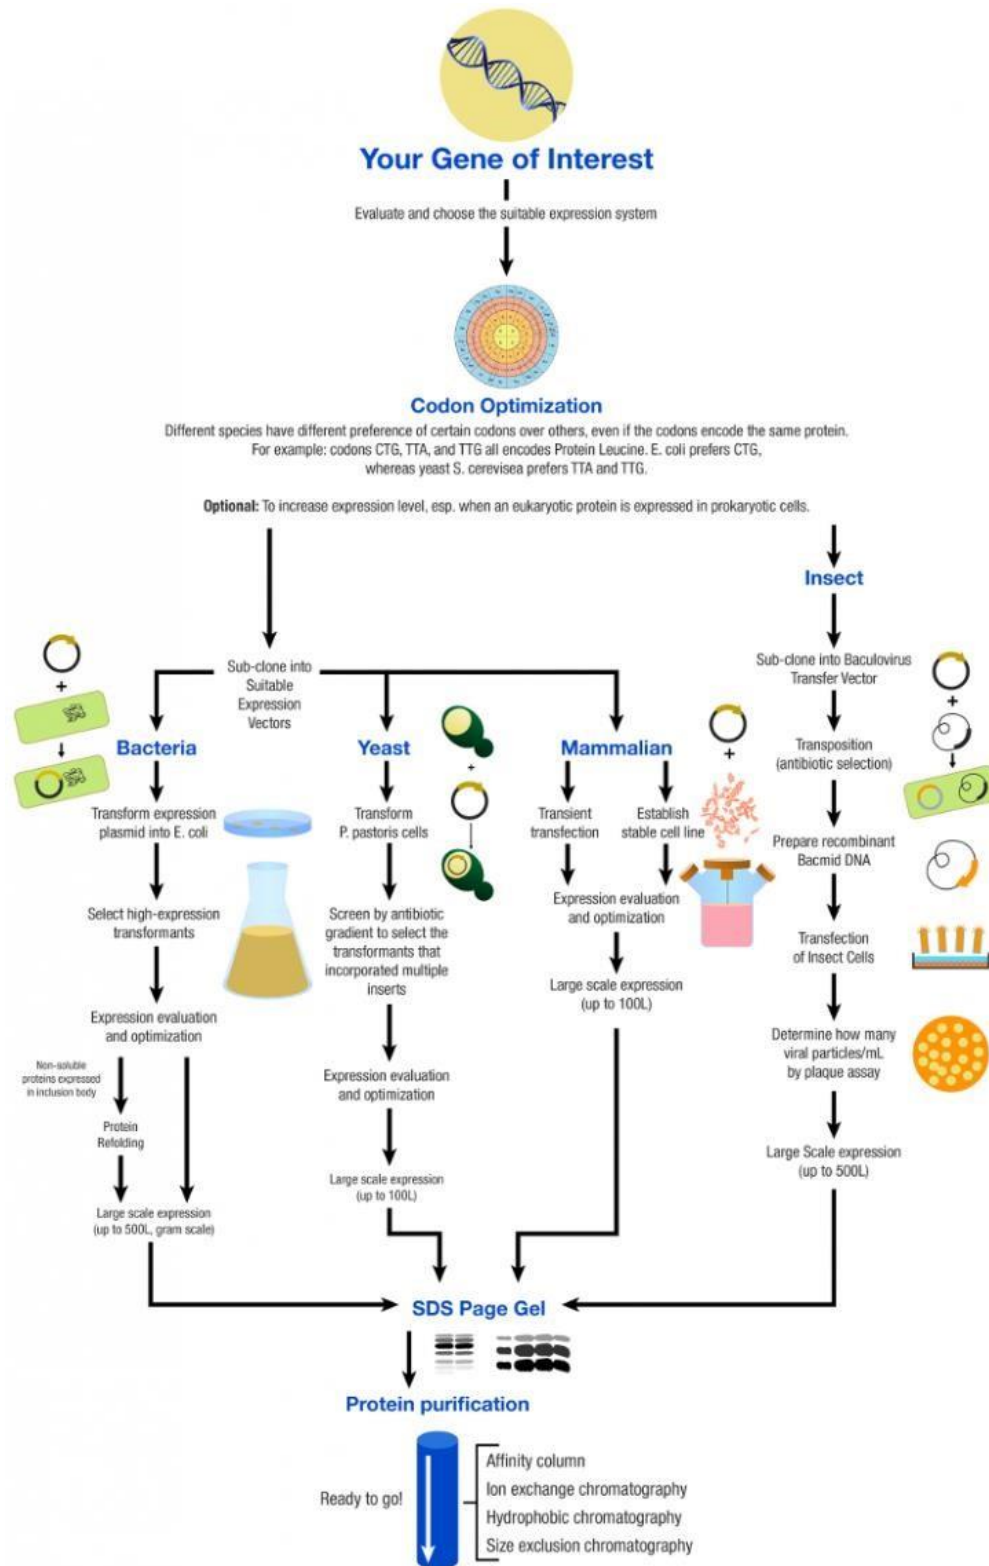 Your Gene of Interest
Evaluate and choose the suitable expression system
Codon Optimization
Different species have different preference of certain codons over others, even if the codons encode the same protein.
For example: codons CTG, TTA, and TTG all encodes Protein Leucine. E. coli prefers CTG,
whereas yeast S. cerevisea prefers TTA and TTG.
Optional: To increase expression level, esp. when an eukaryotic protein is expressed in prokaryotic cells.
Sub-clone into
Suitable
Expression
Vectors
+
Bacteria
Transform expression
plasmid into E. coli
Select high-expression
transformants
Expression evaluation
and optimization
Non-soluble
proteins expressed
in inclusion body
Protein
Refolding
Large scale expression
(up to 500L, gram scale)
Yeast
+
Transform
P. pastoris cells
Screen by antibiotic
gradient to select the
transformants that
incorporated multiple
inserts
Expression evaluation
and optimization
Large scale expression
(up to 100L)
Mammalian
+
Transient
transfection
Establish
stable cell line
Expression evaluation
and optimization
Large scale expression
(up to 100L)
Insect
Sub-clone into Baculovirus
Transfer Vector
+
Transposition
(antibiotic selection)
Prepare recombinant
Bacmid DNA
Transfection
of Insect Cells
Determine how many
viral particles/mL
by plaque assay
Large Scale expression
(up to 500L)
SDS Page Gel
Protein purification
Ready to go!
Affinity column
Ion exchange chromatography
Hydrophobic chromatography
Size exclusion chromatography